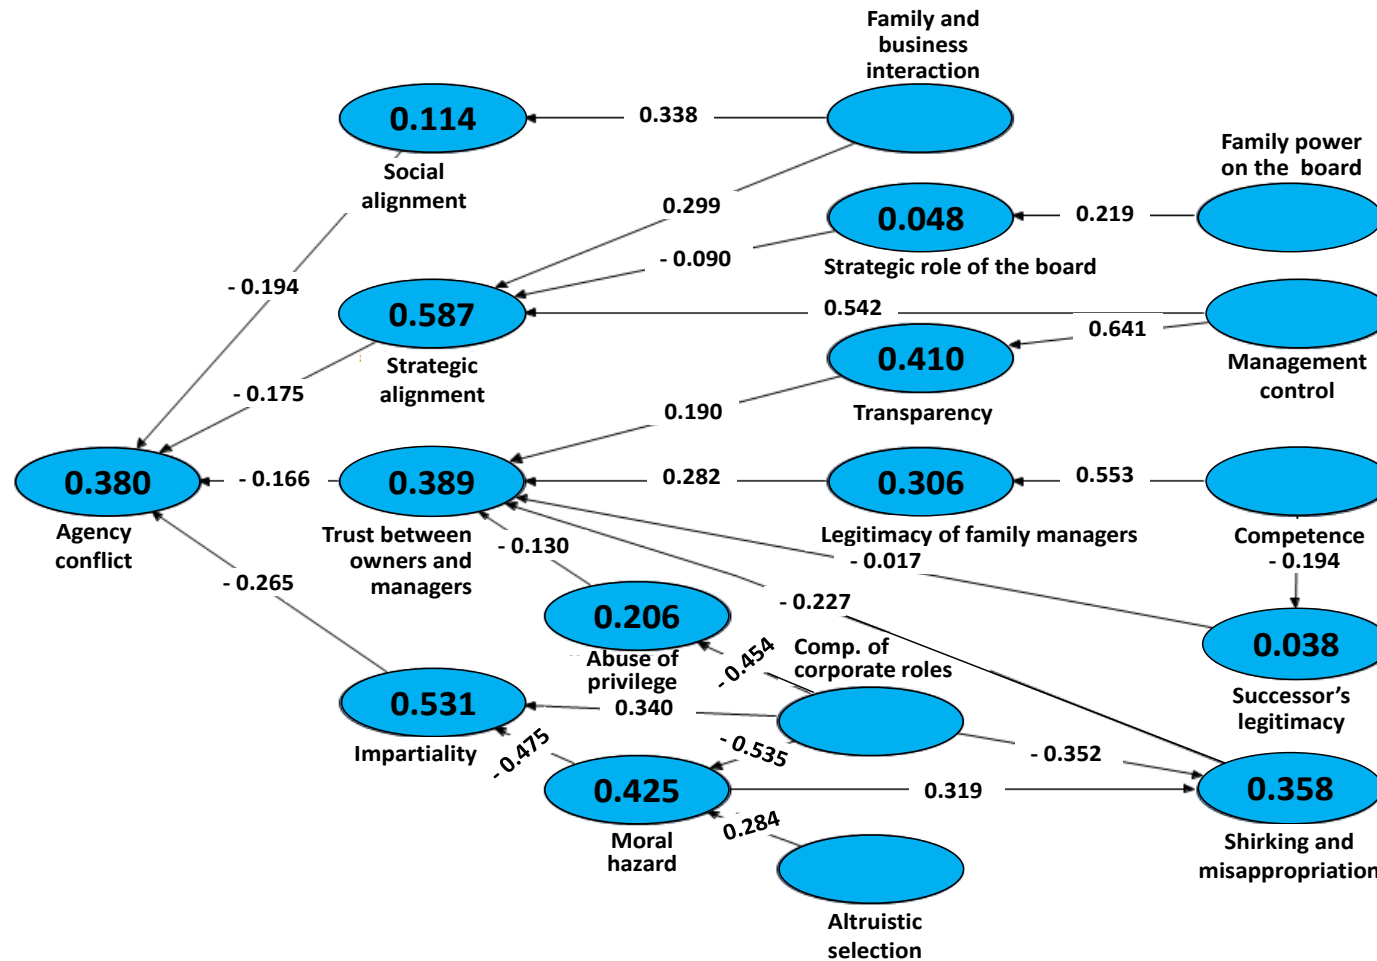 Family and
business
interaction
0.114
0.338
Social
alignment
Family power
on the  board
0.299
0.048
0.219
Strategic role of the board
- 0.090
- 0.194
0.587
0.542
0.641
Strategic
alignment
0.410
Transparency
Management
control
- 0.175
0.190
0.380
- 0.166
0.389
0.282
0.306
0.553
Agency
conflict
Trust between
owners and
managers
Legitimacy of family managers
Competence
- 0.130
- 0.017
- 0.194
- 0.265
- 0.227
0.206
Abuse of
privilege
- 0.454
Comp. of
corporate roles
0.038
Successor’s
legitimacy
0.531
Impartiality
0.340
- 0.475
- 0.535
- 0.352
0.425
Moral
hazard
0.319
0.358
Shirking and
misappropriation
0.284
Altruistic
selection